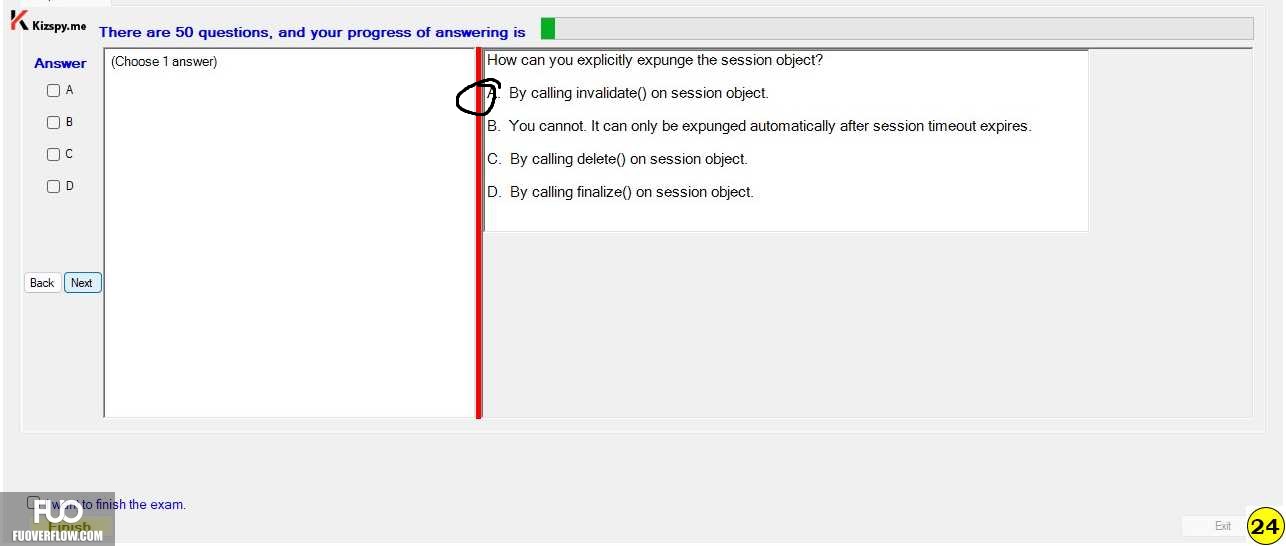 Kizspy.me
There are 50 questions, and your progress of answering is
Answer
(Choose 1 answer)
A
B
C
D
Back
Next
How can you explicitly expunge the session object?
A. By calling invalidate() on session object.
B. You cannot. It can only be expunged automatically after session timeout expires.
C. By calling delete() on session object.
D. By calling finalize() on session object.
I want to finish the exam.
Finish
FUO
FUOVERFLOW.COM
Exit
24